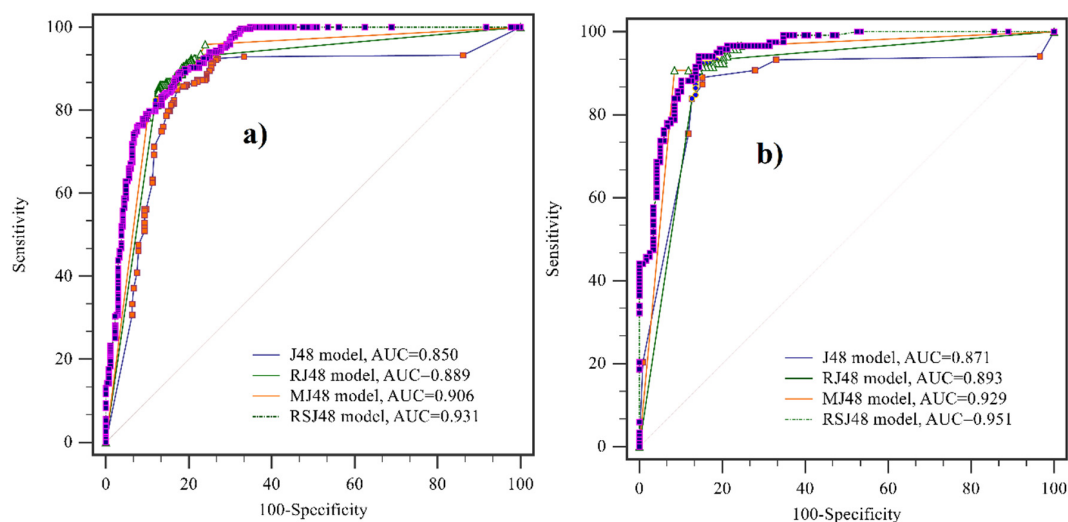 100
80
60
40
20
0
Sensitivity
a)
J48 model, AUC=0.850
RJ48 model, AUC=0.889
MJ48 model, AUC=0.906
RSJ48 model, AUC=0.931
0 20 40 60 80 100
100-Specificity
100
80
60
40
20
0
Sensitivity
b)
J48 model, AUC=0.871
RJ48 model, AUC=0.893
MJ48 model, AUC=0.929
RSJ48 model, AUC=0.951
0 20 40 60 80 100
100-Specificity